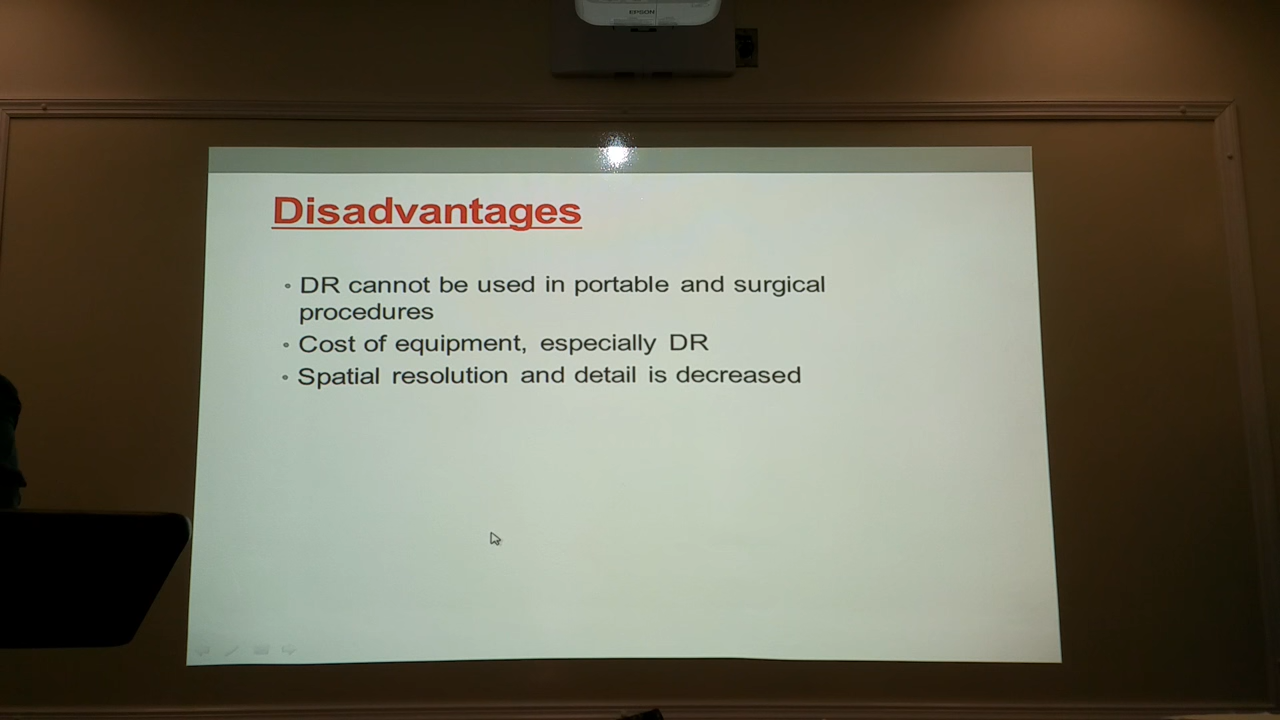 EPSON
Disadvantages
• DR cannot be used in portable and surgical
procedures
• Cost of equipment, especially DR
• Spatial resolution and detail is decreased